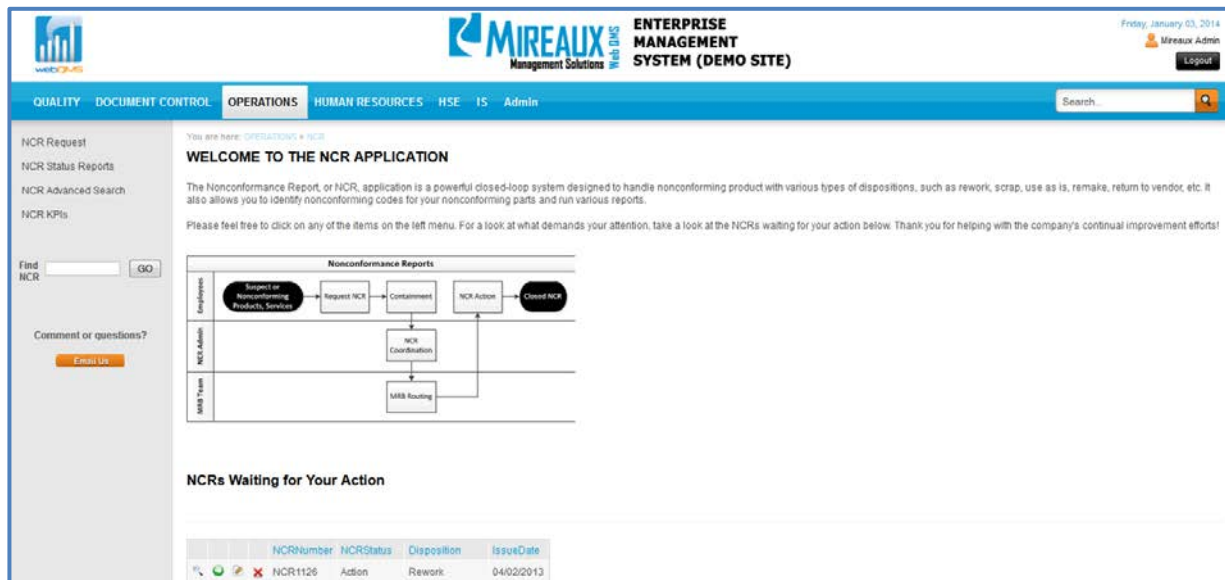 webQMS
MIREAUX
Management Solutions
Web QMS
ENTERPRISE
MANAGEMENT
SYSTEM (DEMO SITE)
Friday, January 03, 2014
Mireaux Admin
Logout
QUALITY DOCUMENT CONTROL OPERATIONS HUMAN RESOURCES HSE IS Admin
Search...
NCR Request
NCR Status Reports
NCR Advanced Search
NCR KPIs
Find
NCR
GO
Comment or questions?
Email Us
You are here: OPERATIONS » NCR
WELCOME TO THE NCR APPLICATION
The Nonconformance Report, or NCR, application is a powerful closed-loop system designed to handle nonconforming product with various types of dispositions, such as rework, scrap, use as is, remake, return to vendor, etc. It
also allows you to identify nonconforming codes for your nonconforming parts and run various reports.
Please feel free to click on any of the items on the left menu. For a look at what demands your attention, take a look at the NCRs waiting for your action below. Thank you for helping with the company's continual improvement efforts!
Nonconformance Reports
Employees
Suspect or
Nonconforming
Products, Services
Request NCR
Containment
NCR Action
Closed NCR
NCR Admin
NCR
Coordination
MRB Team
MRB Routing
NCRs Waiting for Your Action
NCRNumber NCRStatus Disposition IssueDate
NCR1126 Action Rework 04/02/2013